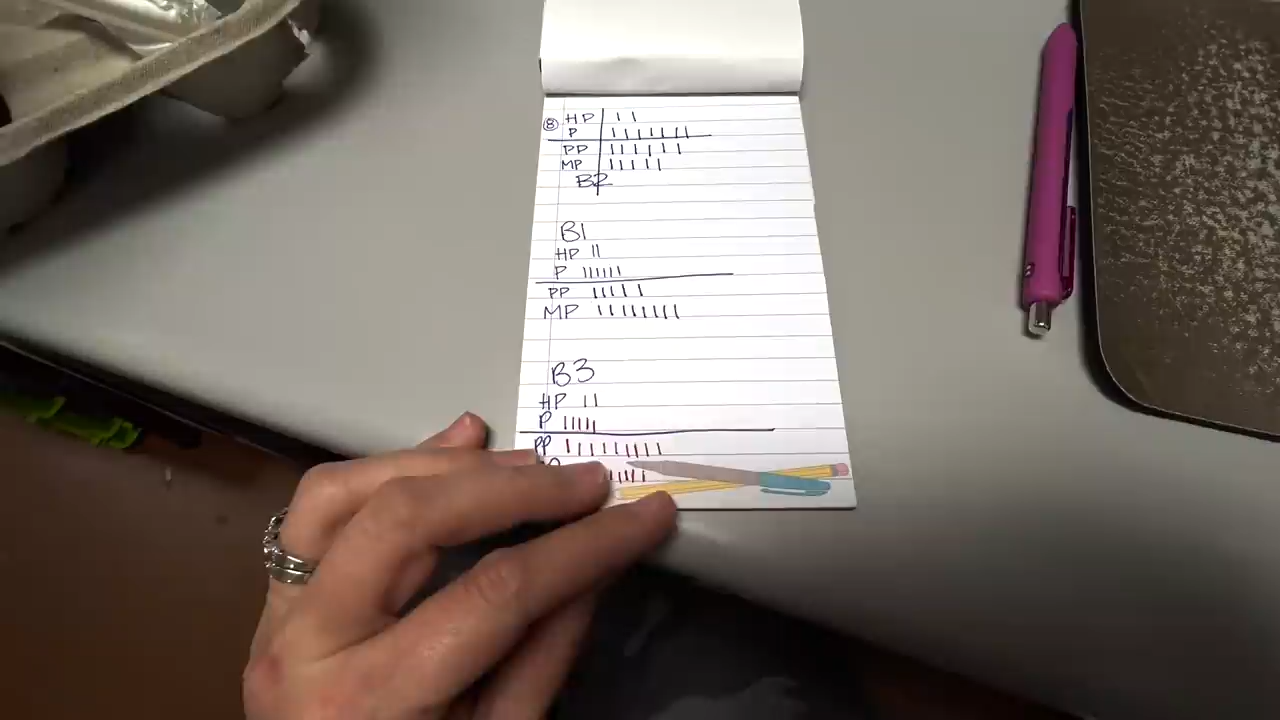 ⑧ HP | | |
P | | | | | | | |
PP | | | | | | |
MP | | | | | |
B2
B1
HP | |
P | | | | | |
PP | | | | |
MP | | | | | | | |
B3
HP | |
P | | | | |
PP | | | | | | | | |